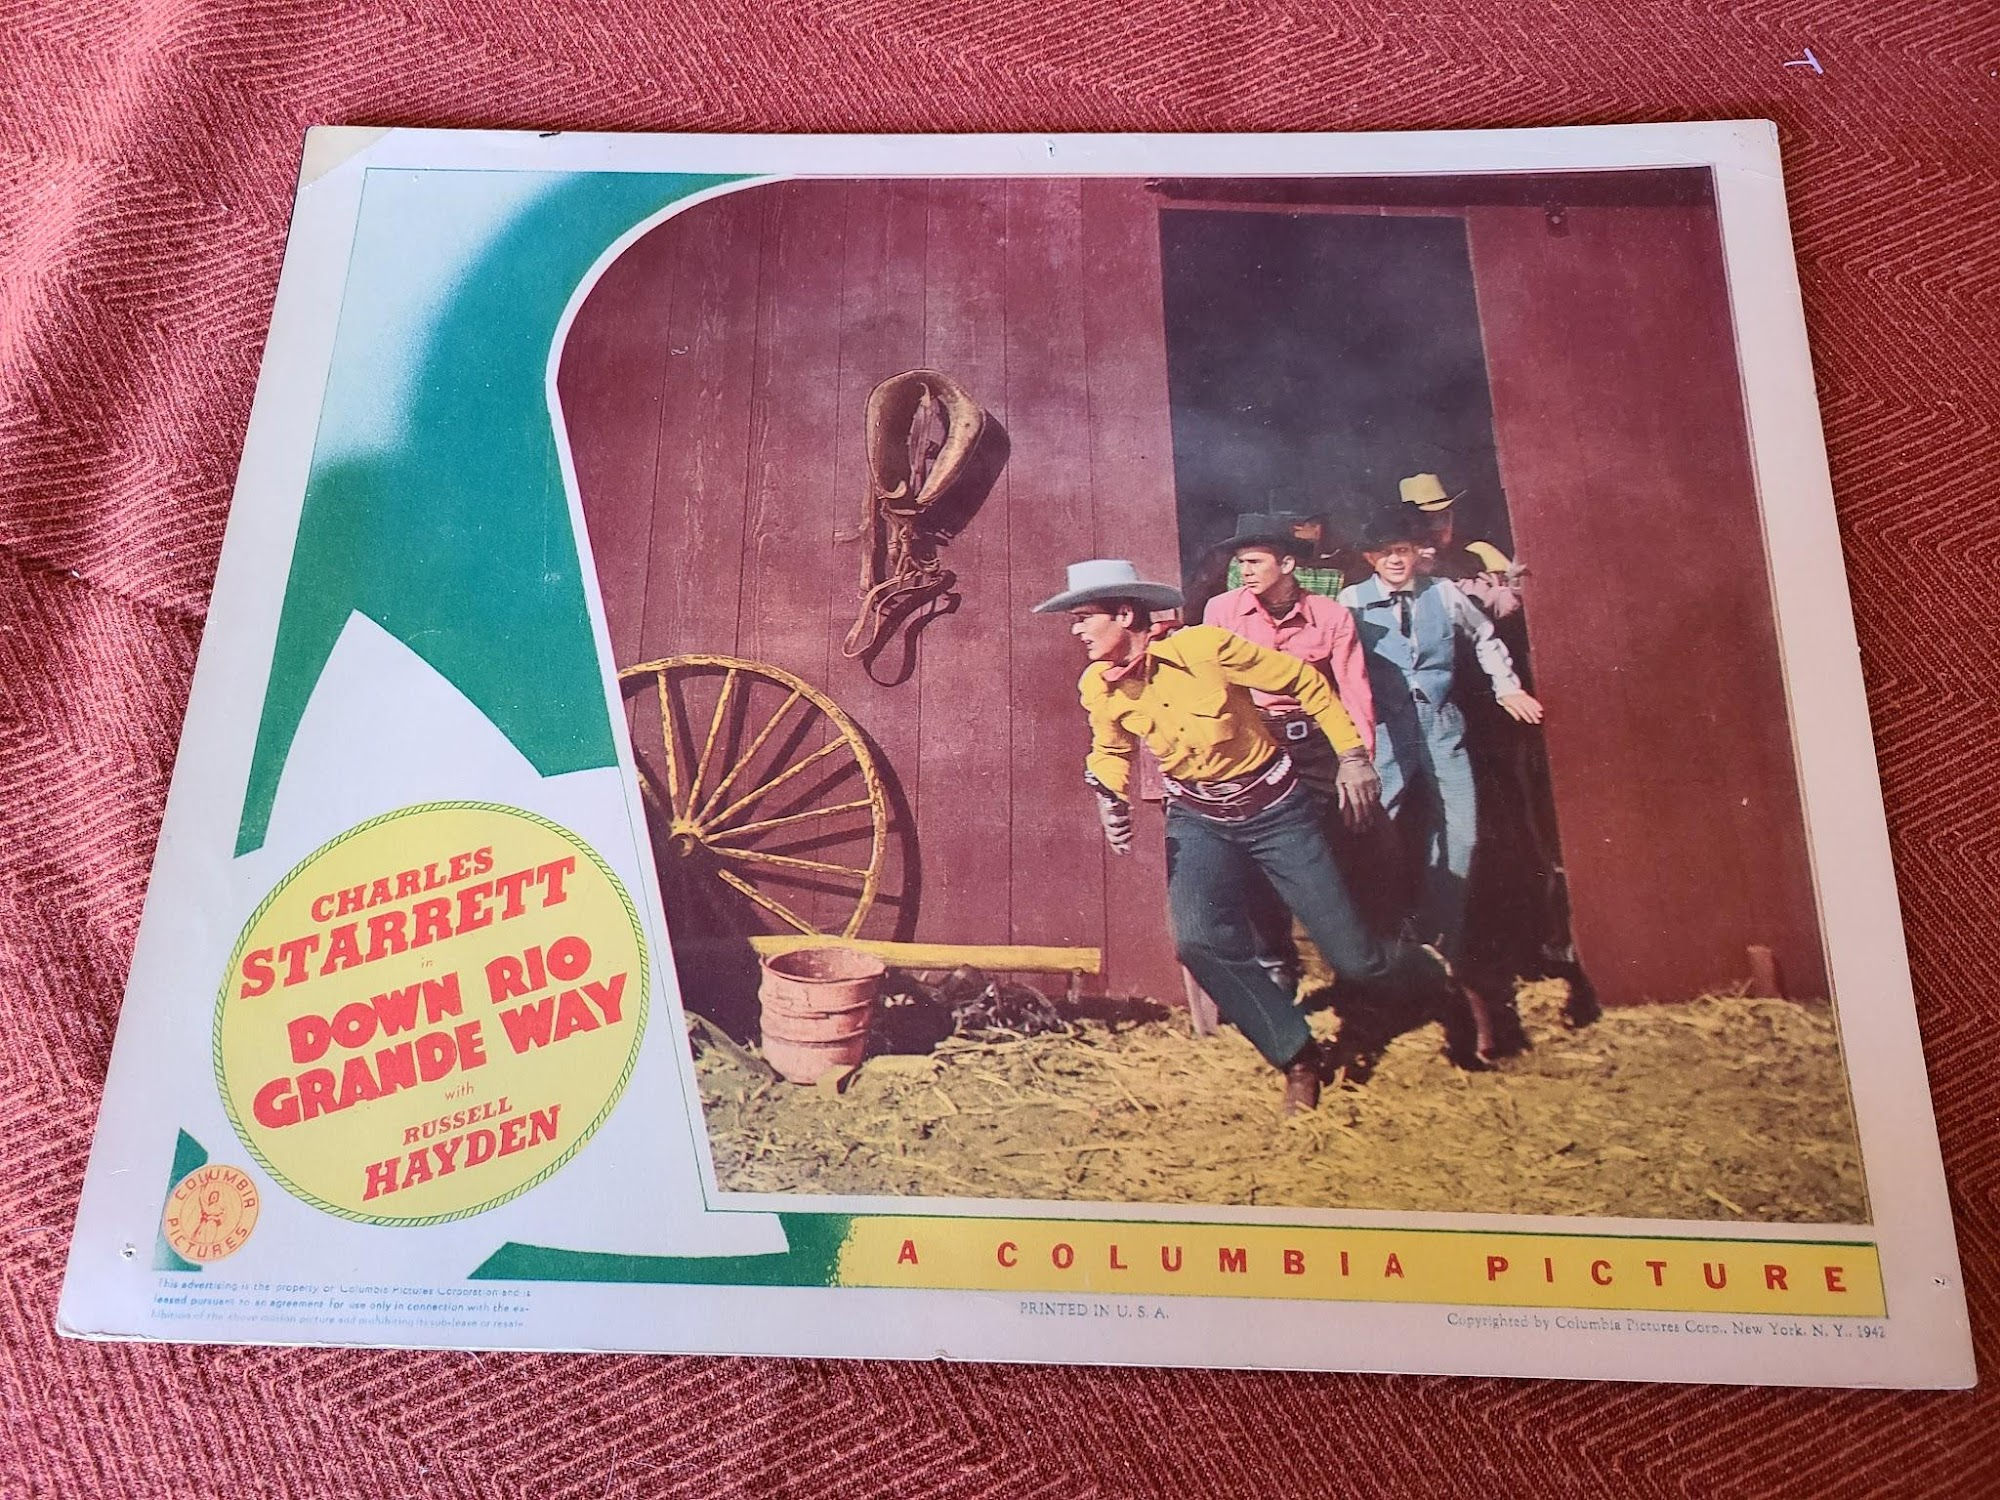 CHARLES
STARRETT
in
DOWN RIO
GRANDE WAY
with
RUSSELL
HAYDEN
COLUMBIA
PICTURES
A COLUMBIA PICTURE
This advertising is the property of Columbia Pictures Corporation and is
leased pursuant to an agreement for use only in connection with the ex-
hibition of the above motion picture and prohibiting its sub-lease or resale.
PRINTED IN U. S. A.
Copyrighted by Columbia Pictures Corp., New York, N. Y., 1942